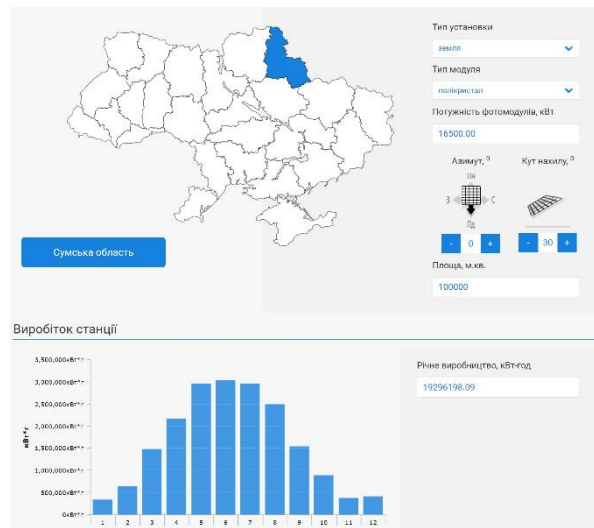 Тип установки
земля
Тип модуля
полікристал
Потужність фотомодулів, кВт
16500.00
Азимут, 0
Кут нахилу, 0
Пн
З
С
Пд
- 0 +
- 30 +
Сумська область
Площа, м.кв.
100000
Виробіток станції
Річне виробництво, кВт-год
19296198.09
кВт*г
3,500,000кВт*г
3,000,000кВт*г
2,500,000кВт*г
2,000,000кВт*г
1,500,000кВт*г
1,000,000кВт*г
500,000кВт*г
0кВт*г
1 2 3 4 5 6 7 8 9 10 11 12